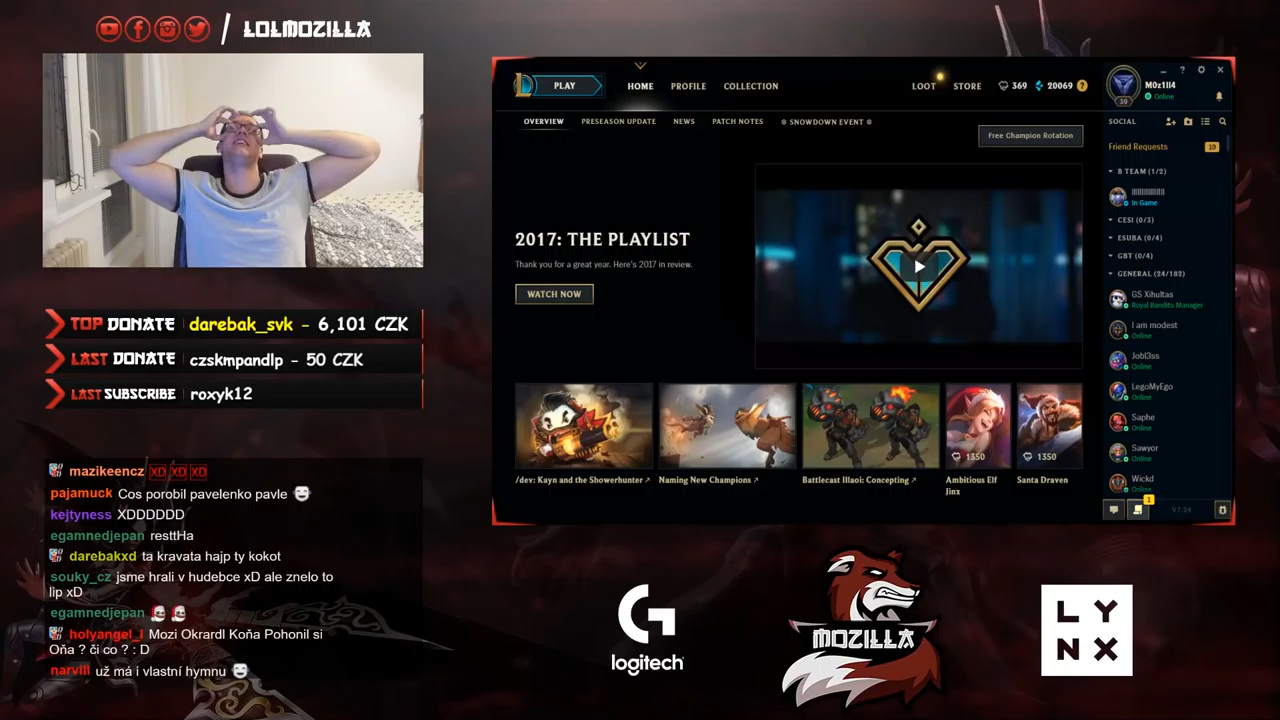 LOLMOZILLA
TOP DONATE darebak_svk - 6,101 CZK
LAST DONATE czskmpandlp - 50 CZK
LAST SUBSCRIBE roxyk12
mazikeencz XD XD XD
pajamuck Cos porobil pavelenko pavle
kejtyness XDDDDDD
egamnedjepan resttHa
darebakxd ta kravata hajp ty kokot
souky_cz jsme hrali v hudebce xD ale znelo to
lip xD
egamnedjepan
holyangel_l Mozi Okrardl Koňa Pohonil si
Oňa ? či co ? : D
narvill už má i vlastní hymnu
PLAY
HOME PROFILE COLLECTION
LOOT STORE 369 20069 ?
OVERVIEW PRESEASON UPDATE NEWS PATCH NOTES SNOWDOWN EVENT
Free Champion Rotation
2017: THE PLAYLIST
Thank you for a great year. Here's 2017 in review.
WATCH NOW
1350 1350
/dev: Kayn and the Showerhunter
Naming New Champions
Battlecast Illaoi: Concepting
Ambitious Elf
Jinx
Santa Draven
M0z1ll4
Online
39
SOCIAL
Friend Requests 19
B TEAM (1/2)
In Game
CESI (0/3)
ESUBA (0/4)
GBT (0/4)
GENERAL (24/182)
GS Xihultas
Royal Bandits Manager
I am modest
Online
Jobl3ss
Online
LegoMyEgo
Online
Saphe
Online
Sawyor
Online
Wickd
Online
1
V7.24
logitech
MOZILLA
LY
NX